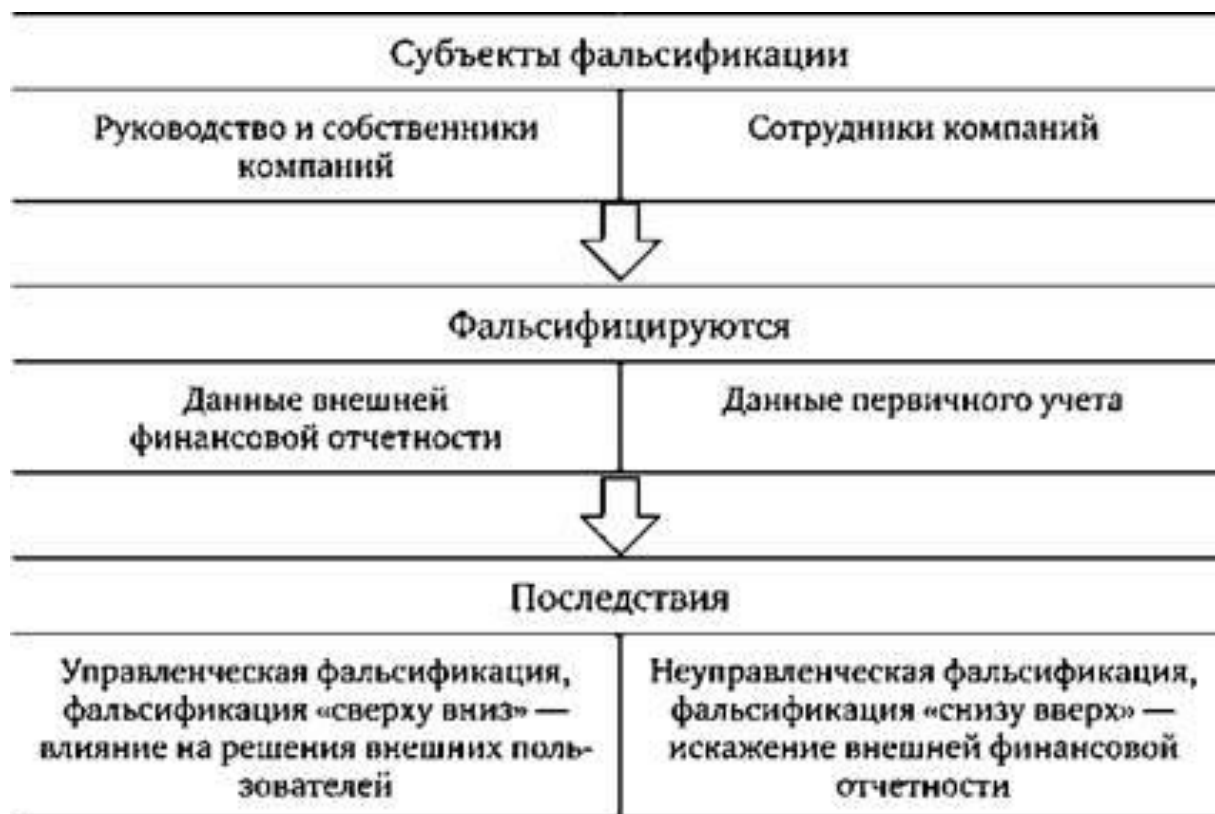 Субъекты фальсификации
Руководство и собственники
компаний
Сотрудники компаний
Фальсифицируются
Данные внешней
финансовой отчетности
Данные первичного учета
Последствия
Управленческая фальсификация,
фальсификация «сверху вниз» —
влияние на решения внешних поль-
зователей
Неуправленческая фальсификация,
фальсификация «снизу вверх» —
искажение внешней финансовой
отчетности